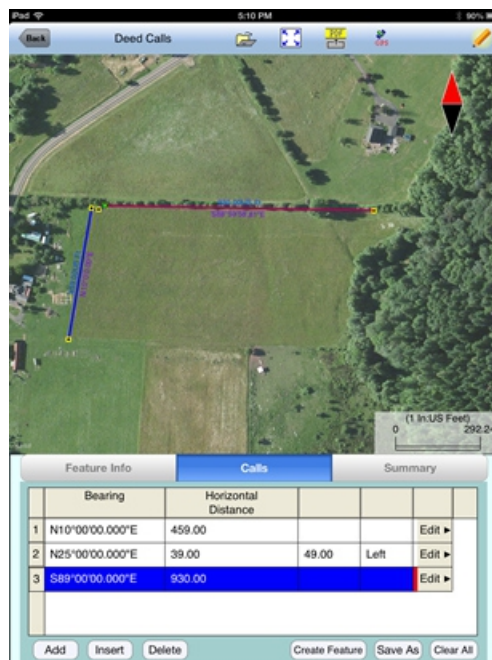 iPad
5:10 PM
90%
Back
Deed Calls
PDF
GPS
(1 In:US Feet)
0 292.24
Feature Info Calls Summary
Bearing Horizontal
Distance
1 N10°00'00.000"E 459.00 Edit ►
2 N25°00'00.000"E 39.00 49.00 Left Edit ►
3 S89°00'00.000"E 930.00 Edit ►
Add Insert Delete Create Feature Save As Clear All